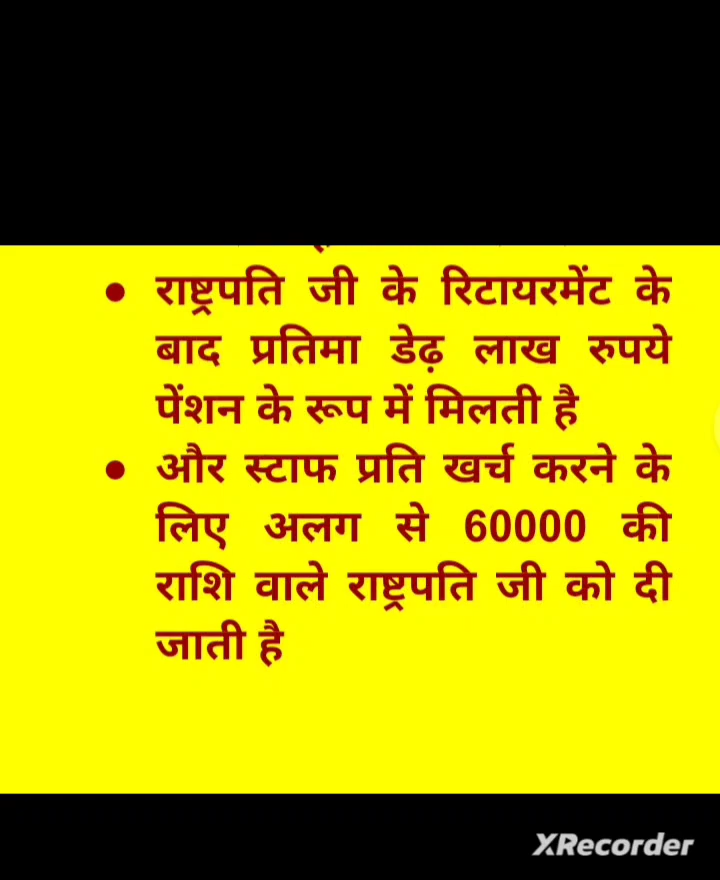 • राष्ट्रपति जी के रिटायरमेंट के
बाद प्रतिमा डेढ़ लाख रुपये
पेंशन के रूप में मिलती है
• और स्टाफ प्रति खर्च करने के
लिए अलग से 60000 की
राशि वाले राष्ट्रपति जी को दी
जाती है
XRecorder